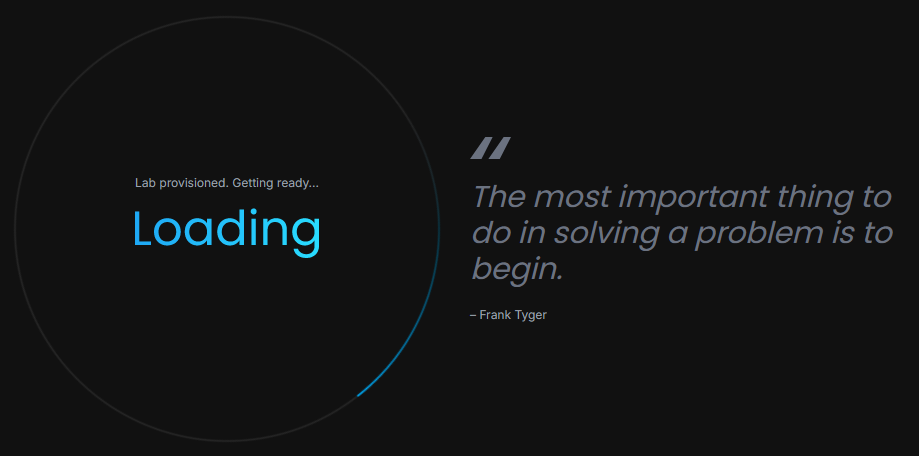 Lab provisioned. Getting ready...
Loading
“
The most important thing to
do in solving a problem is to
begin.
– Frank Tyger